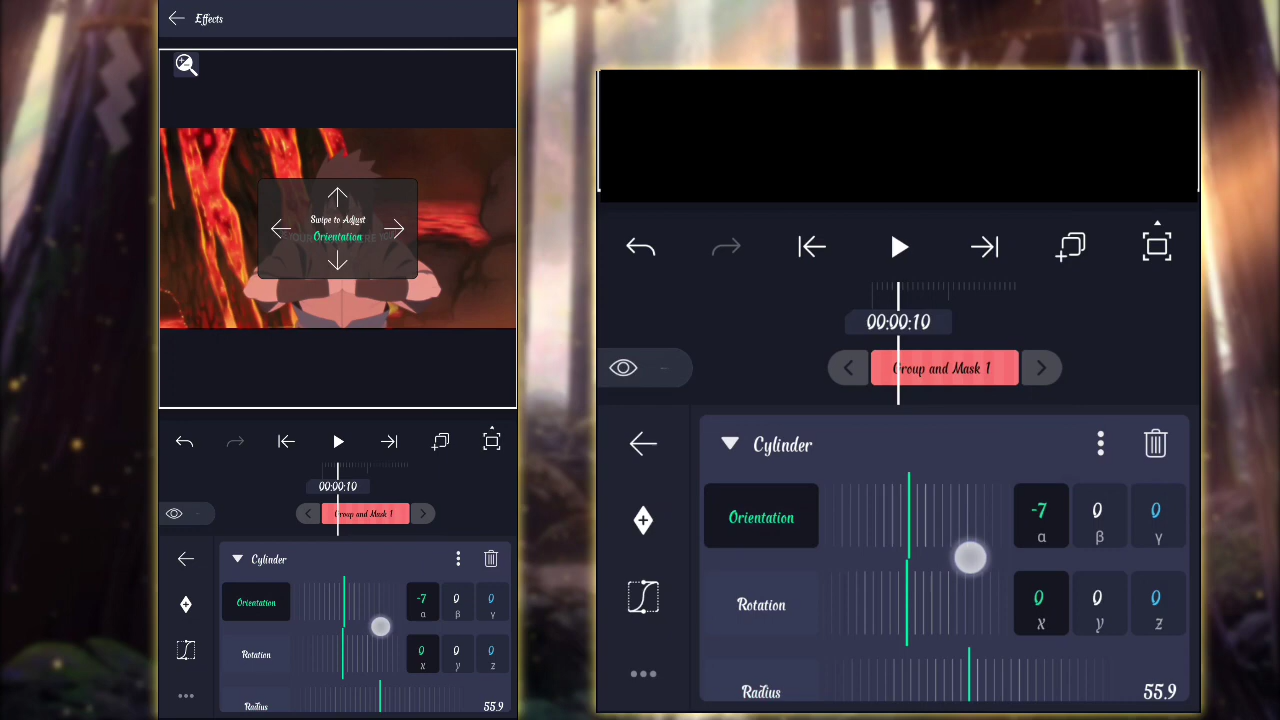 Effects
Swipe to Adjust
Orientation
00:00:10
Group and Mask 1
Cylinder
Orientation
-7 0 0
α β γ
Rotation
0 0 0
x y z
Radius
55.9
00:00:10
Group and Mask 1
Cylinder
Orientation
-7 0 0
α β γ
Rotation
0 0 0
x y z
Radius
55.9